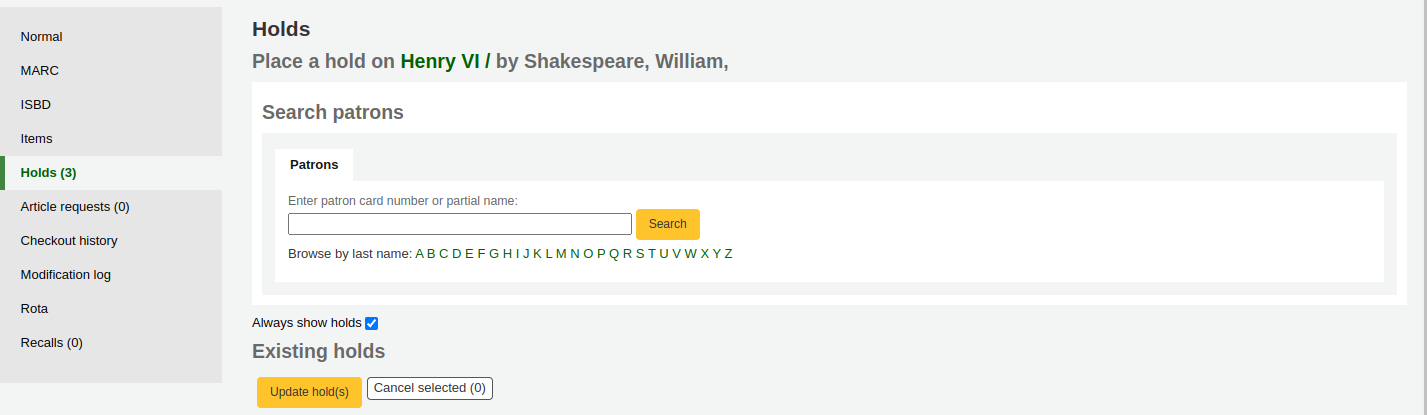 Normal
MARC
ISBD
Items
Holds (3)
Article requests (0)
Checkout history
Modification log
Rota
Recalls (0)
Holds
Place a hold on Henry VI / by Shakespeare, William,
Search patrons
Patrons
Enter patron card number or partial name:
Search
Browse by last name: A B C D E F G H I J K L M N O P Q R S T U V W X Y Z
Always show holds
Existing holds
Update hold(s) Cancel selected (0)